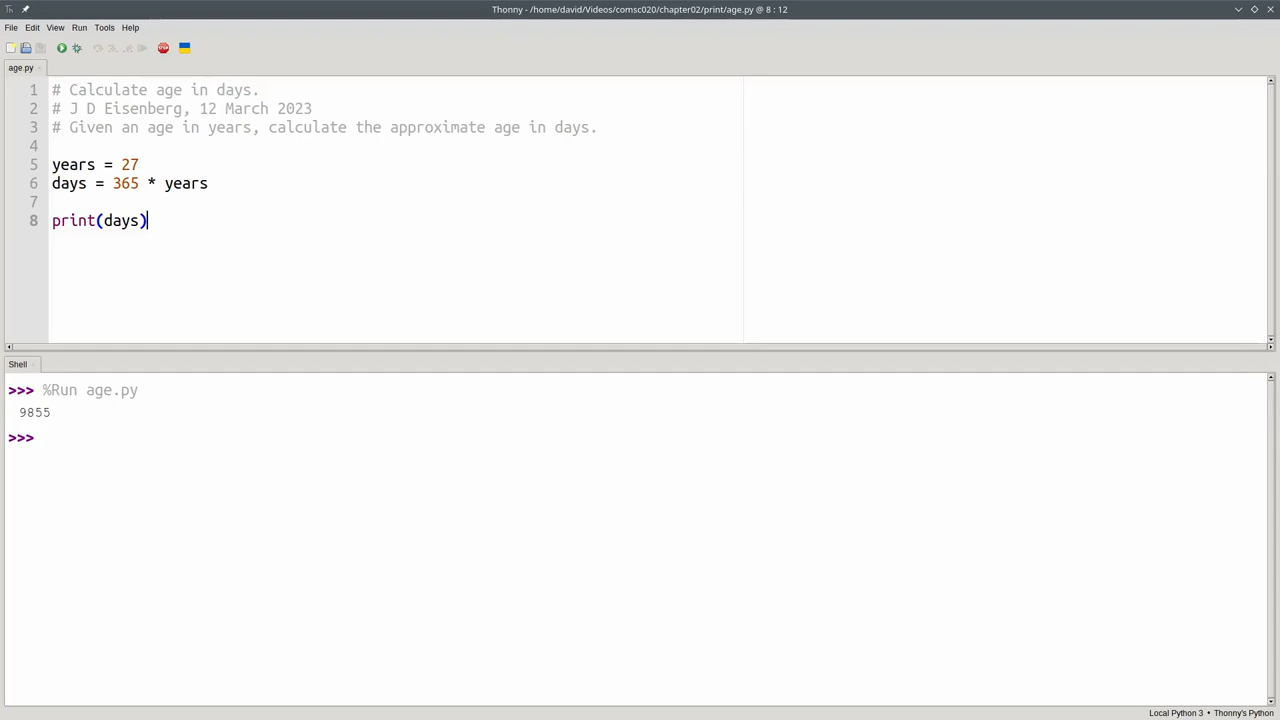 Thonny - /home/david/Videos/comsc020/chapter02/print/age.py @ 8 : 12
File Edit View Run Tools Help
STOP
age.py
1 # Calculate age in days.
2 # J D Eisenberg, 12 March 2023
3 # Given an age in years, calculate the approximate age in days.
4
5 years = 27
6 days = 365 * years
7
8 print(days)
Shell
>>> %Run age.py
9855
>>>
Local Python 3 • Thonny's Python